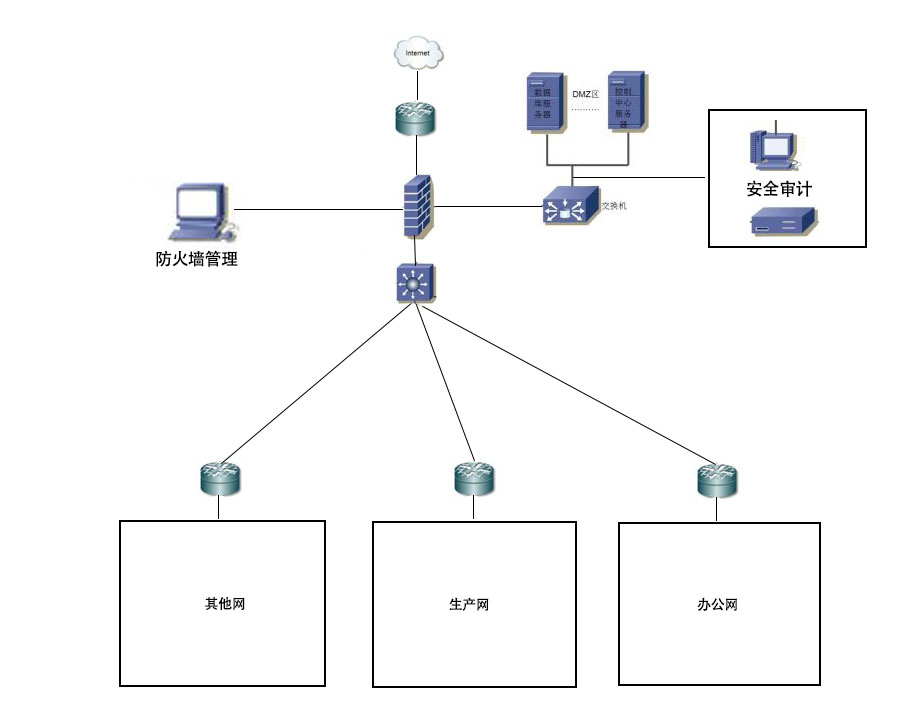 Internet
数据
库服
务器
DMZ区
............
控制
中心
服务
器
安全审计
交换机
防火墙管理
其他网
生产网
办公网